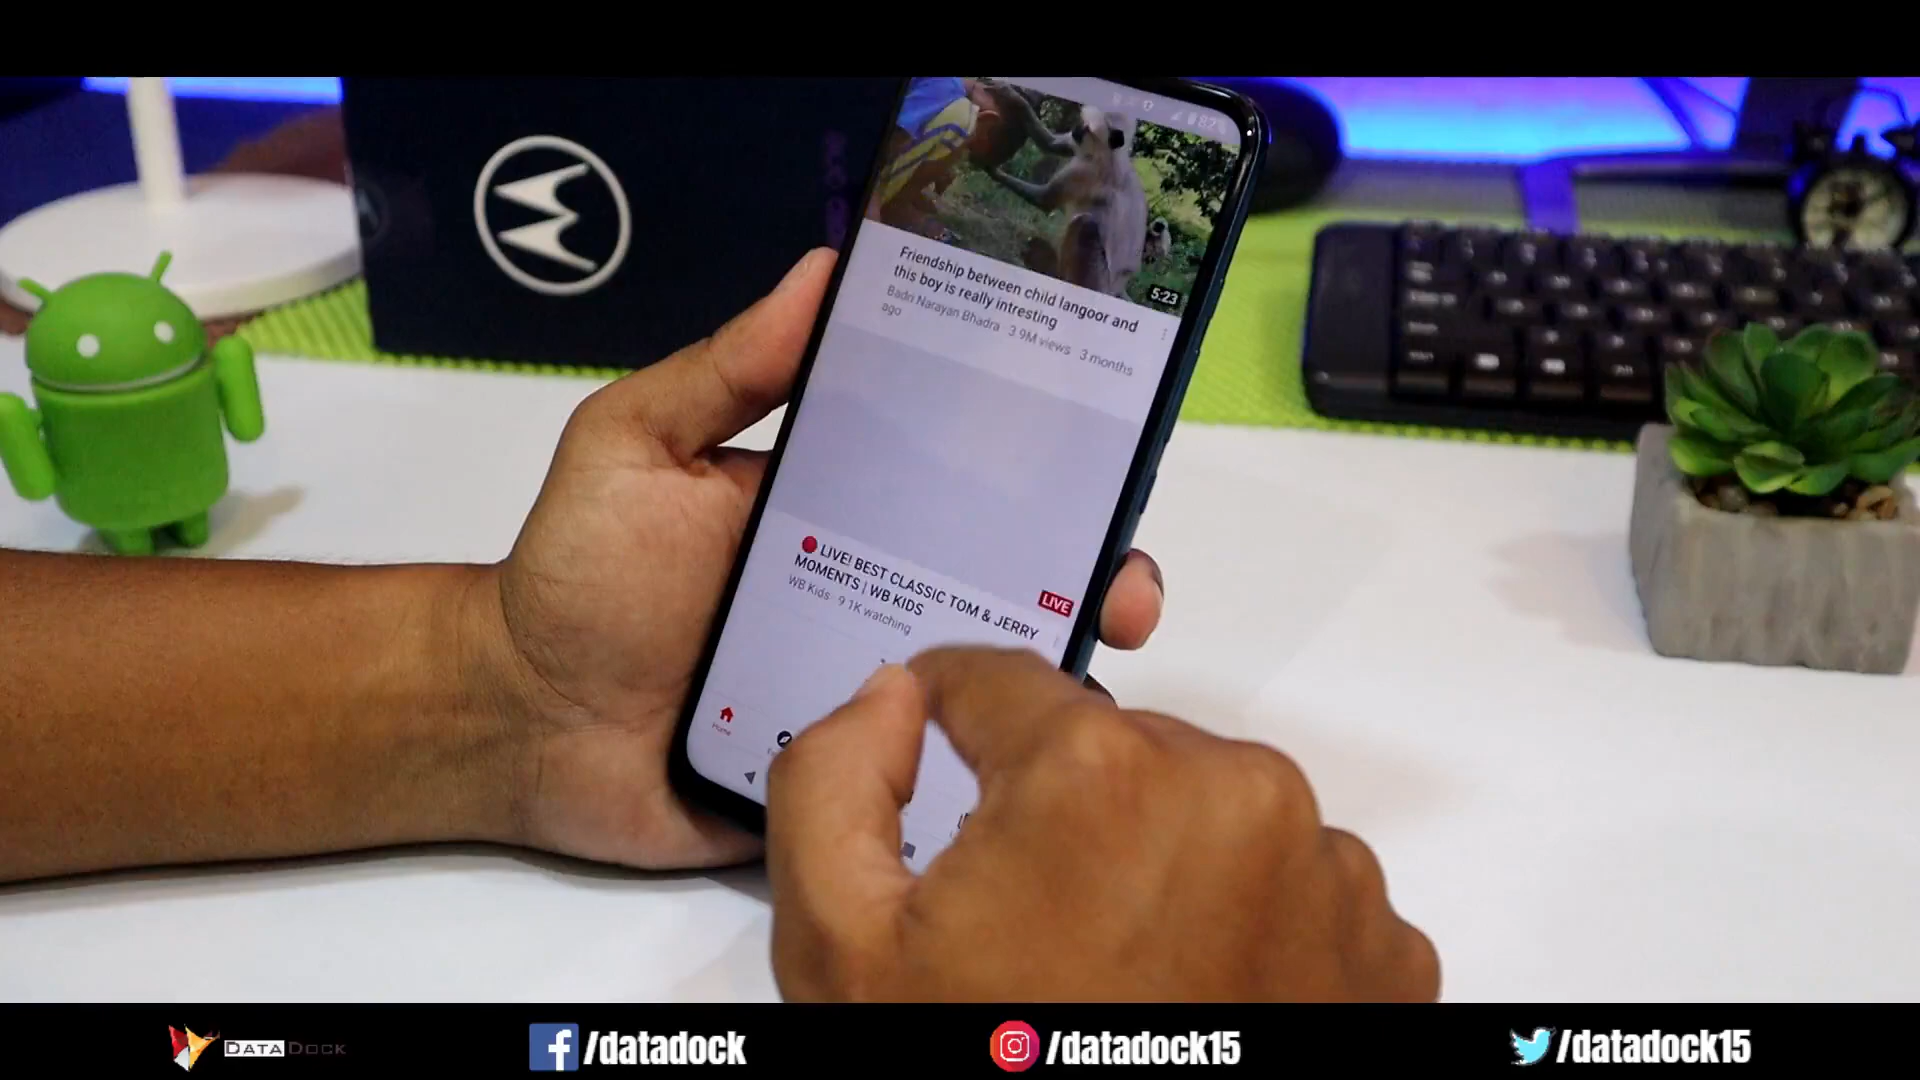 87%
5:23
Friendship between child langoor and
this boy is really intresting
Badri Narayan Bhadra 3.9M views 3 months
ago
LIVE
LIVE! BEST CLASSIC TOM & JERRY
MOMENTS | WB KIDS
WB Kids · 9.1K watching
Home
DATA DOCK
/datadock
/datadock15
/datadock15